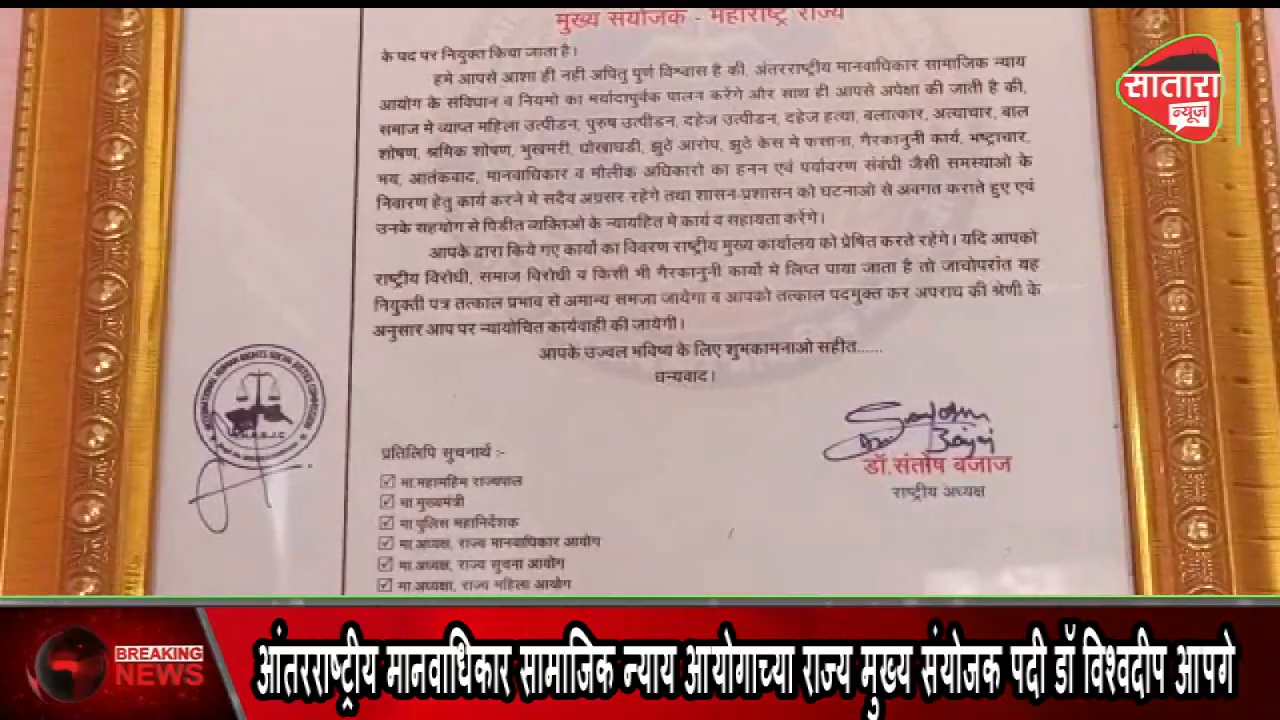 मुख्य संयोजक - महाराष्ट्र राज्य
के पद पर नियुक्त किया जाता है।
हमे आपसे आशा ही नही अपितु पुर्ण विश्वास है की, अंतरराष्ट्रीय मानवाधिकार सामाजिक न्याय
आयोग के संविधान व नियमो का मर्यादापुर्वक पालन करेंगे और साथ ही आपसे अपेक्षा की जाती है की,
समाज मे व्याप्त महिला उत्पीडन, पुरुष उत्पीडन, दहेज उत्पीडन, दहेज हत्या, बलात्कार, अत्याचार, बाल
शोषण, श्रमिक शोषण, भुखमरी, धोखाधडी, झुठे आरोप, झुठे केस मे फसाना, गैरकानुनी कार्य, भष्ट्राचार,
भय, आतंकवाद, मानवाधिकार व मौलीक अधिकारो का हनन एवं पर्यावरण संबंधी जैसी समस्याओ के
निवारण हेतु कार्य करने मे सदैव अग्रसर रहेंगे तथा शासन-प्रशासन को घटनाओ से अवगत कराते हुए एवं
उनके सहयोग से पिडीत व्यक्तिओ के न्यायहित मे कार्य व सहायता करेंगे।
आपके द्वारा किये गए कार्यो का विवरण राष्ट्रीय मुख्य कार्यालय को प्रेषित करते रहेंगे। यदि आपको
राष्ट्रीय विरोधी, समाज विरोधी व किसी भी गैरकानुनी कार्यो मे लिप्त पाया जाता है तो जाचोपरांत यह
नियुक्ती पत्र तत्काल प्रभाव से अमान्य समजा जायेगा व आपको तत्काल पदमुक्त कर अपराध की श्रेणी के
अनुसार आप पर न्यायोचित कार्यवाही की जायेगी।
आपके उज्वल भविष्य के लिए शुभकामनाओ सहीत......
धन्यवाद।
सातारा
न्यूज
INTERNATIONAL HUMAN RIGHTS SOCIAL JUSTICE COMMISSION
डॉ.संतोष बजाज
राष्ट्रीय अध्यक्ष
प्रतिलिपि सुचनार्थ :-
मा.महामहिम राज्यपाल
मा.मुख्यमंत्री
मा.पुलिस महानिर्देशक
मा.अध्यक्ष, राज्य मानवाधिकार आयोग
मा.अध्यक्ष, राज्य सुचना आयोग
मा.अध्यक्षा, राज्य महिला आयोग
BREAKING
NEWS
आंतरराष्ट्रीय मानवाधिकार सामाजिक न्याय आयोगाच्या राज्य मुख्य संयोजक पदी डॉ विश्वदीप आपगे